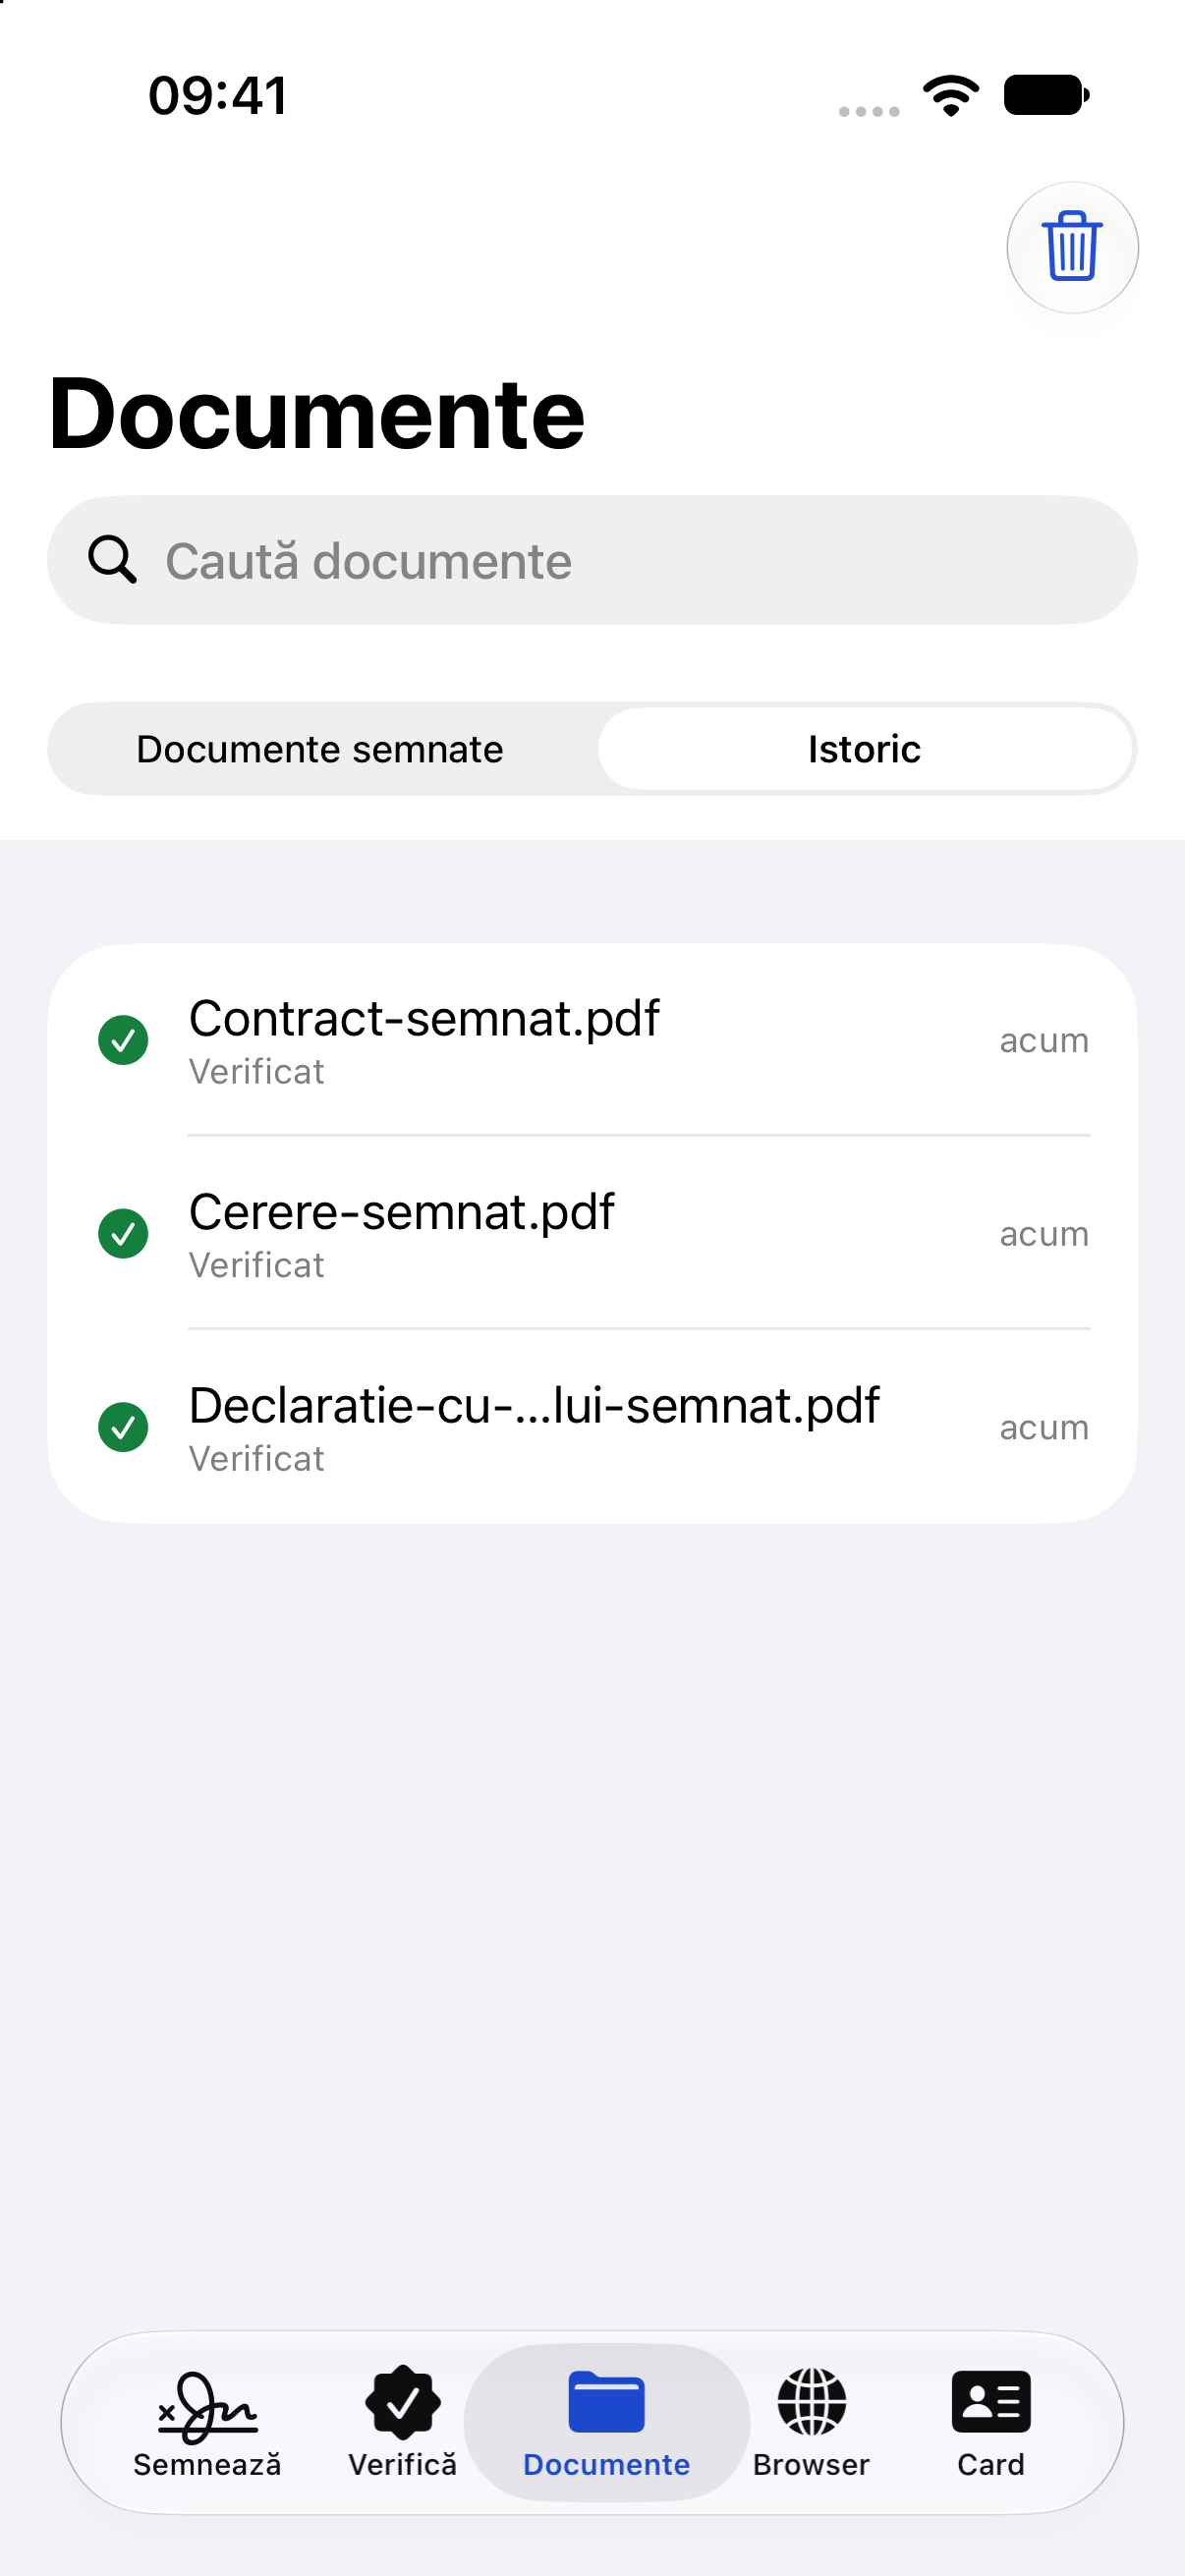 09:41
Documente
Caută documente
Documente semnate
Istoric
Contract-semnat.pdf
Verificat
acum
Cerere-semnat.pdf
Verificat
acum
Declaratie-cu-...lui-semnat.pdf
Verificat
acum
Semnează
Verifică
Documente
Browser
Card